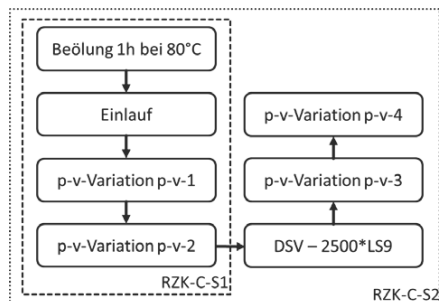 Beölung 1h bei 80°C
Einlauf
p-v-Variation p-v-1
p-v-Variation p-v-2
RZK-C-S1
p-v-Variation p-v-4
p-v-Variation p-v-3
DSV – 2500*LS9
RZK-C-S2